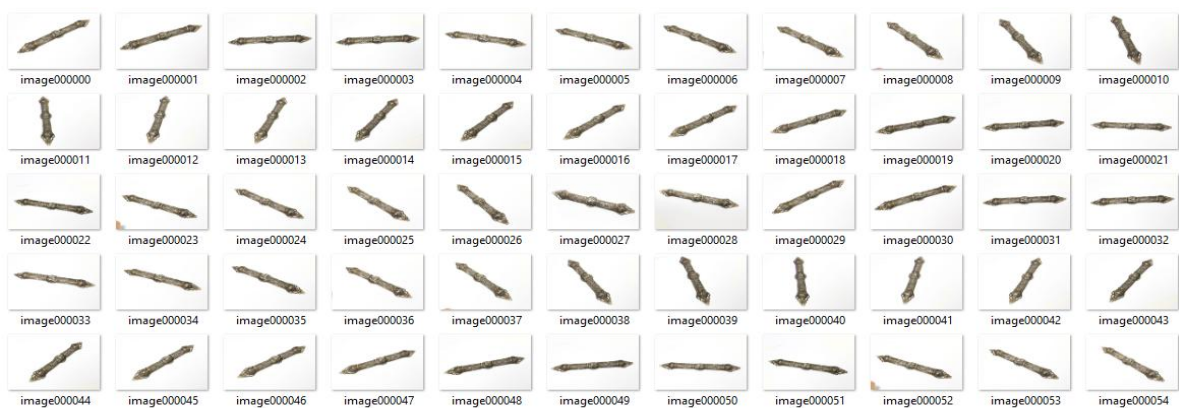 image000000 image000001 image000002 image000003 image000004 image000005 image000006 image000007 image000008 image000009 image000010
image000011 image000012 image000013 image000014 image000015 image000016 image000017 image000018 image000019 image000020 image000021
image000022 image000023 image000024 image000025 image000026 image000027 image000028 image000029 image000030 image000031 image000032
image000033 image000034 image000035 image000036 image000037 image000038 image000039 image000040 image000041 image000042 image000043
image000044 image000045 image000046 image000047 image000048 image000049 image000050 image000051 image000052 image000053 image000054